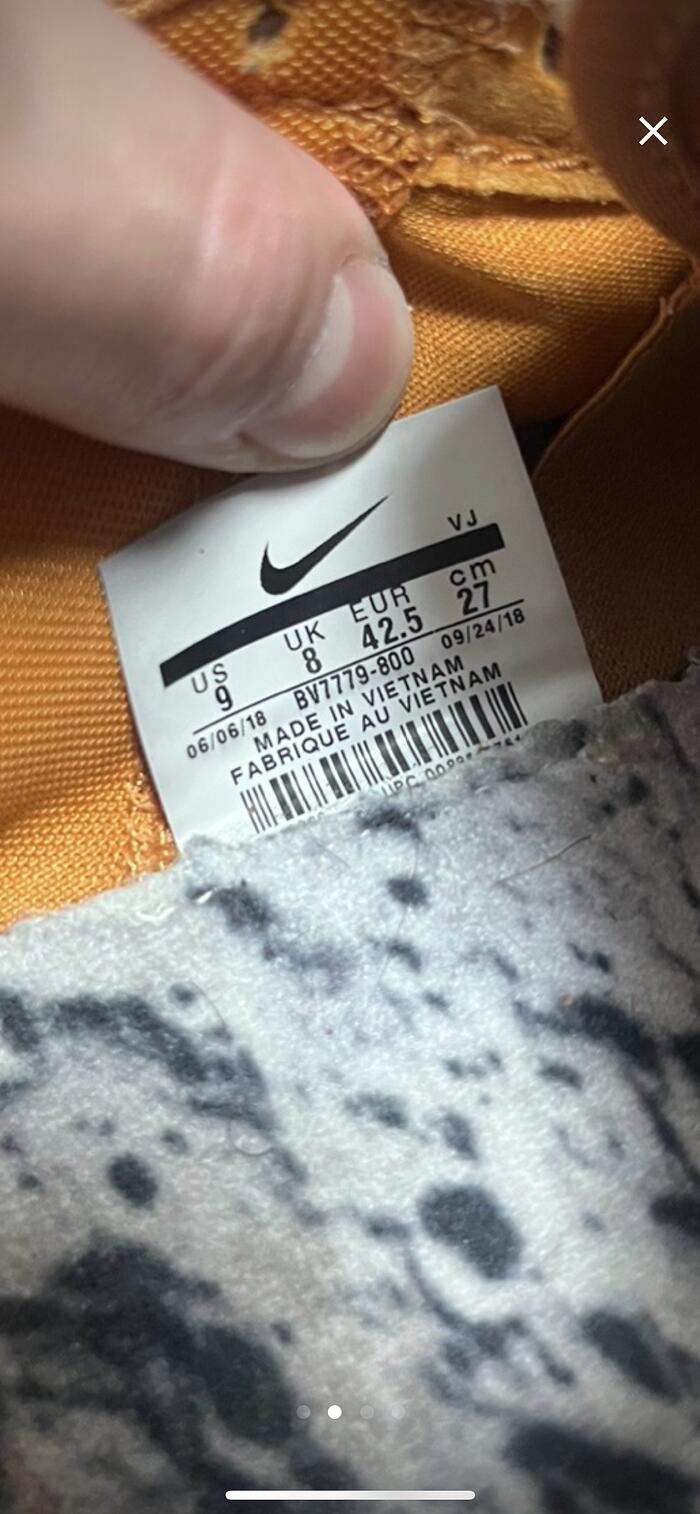 VJ
US UK EUR cm
9 8 42.5 27
06/06/18 BV7779-800 09/24/18
MADE IN VIETNAM
FABRIQUE AU VIETNAM
UPC